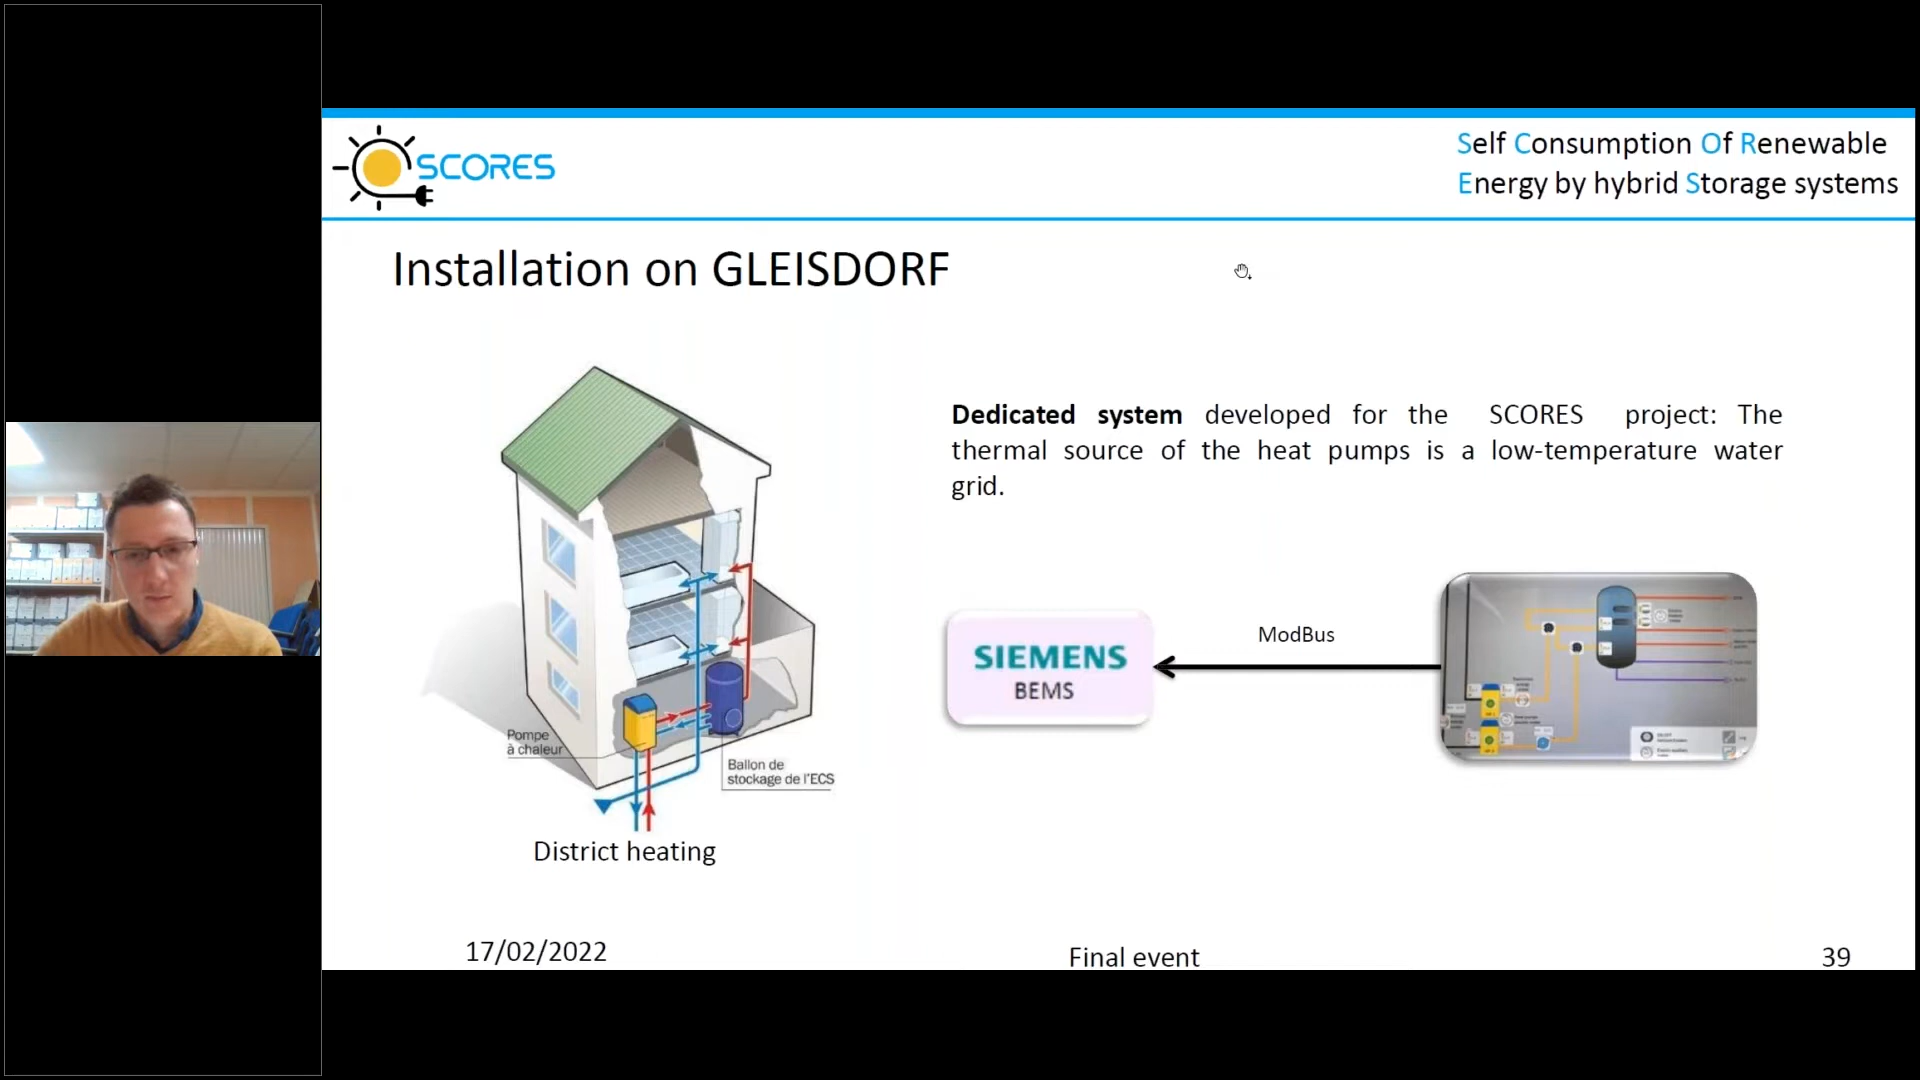 SCORES
Self Consumption Of Renewable
Energy by hybrid Storage systems
Installation on GLEISDORF
Dedicated system developed for the SCORES project: The
thermal source of the heat pumps is a low-temperature water
grid.
ModBus
SIEMENS
BEMS
Pompe
à chaleur
Ballon de
stockage de l'ECS
District heating
17/02/2022
Final event
39